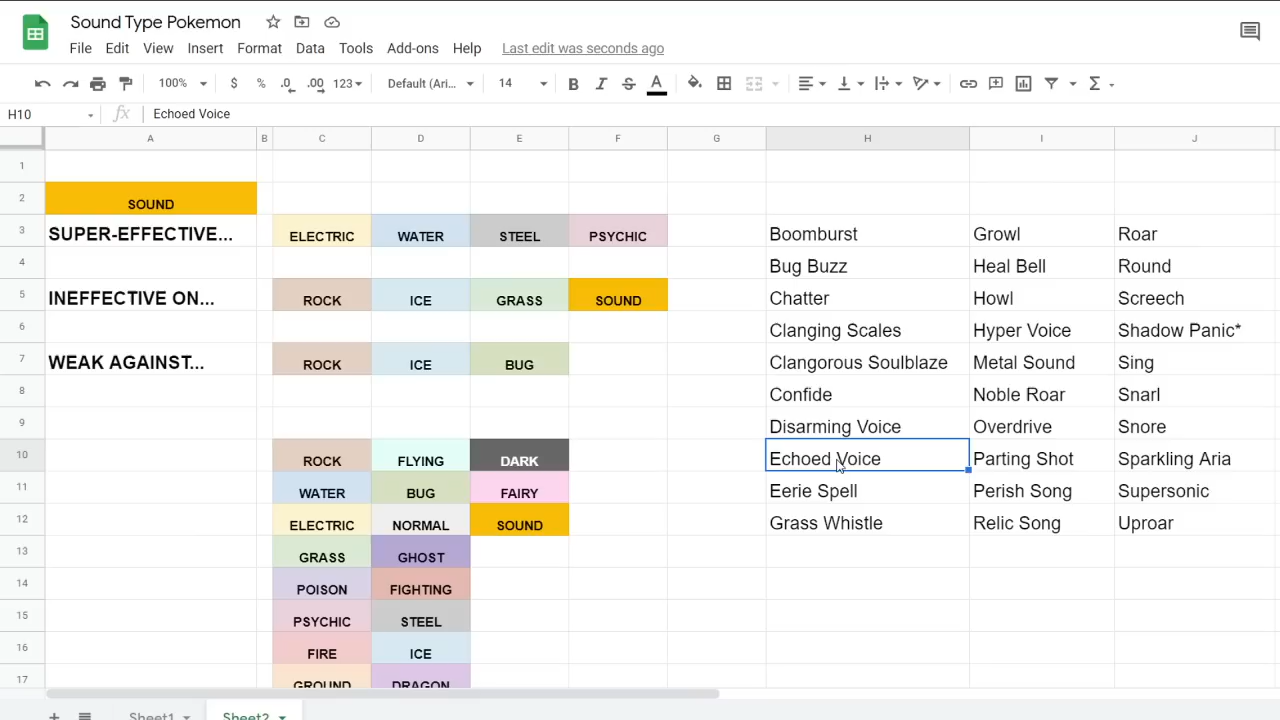 Sound Type Pokemon
File Edit View Insert Format Data Tools Add-ons Help Last edit was seconds ago
100% $ % .0 .00 123 Default (Ari... 14 B I S A
H10 fx Echoed Voice
A B C D E F G H I J
1
2 SOUND
3 SUPER-EFFECTIVE... ELECTRIC WATER STEEL PSYCHIC Boomburst Growl Roar
4 Bug Buzz Heal Bell Round
5 INEFFECTIVE ON... ROCK ICE GRASS SOUND Chatter Howl Screech
6 Clanging Scales Hyper Voice Shadow Panic*
7 WEAK AGAINST... ROCK ICE BUG Clangorous Soulblaze Metal Sound Sing
8 Confide Noble Roar Snarl
9 Disarming Voice Overdrive Snore
10 ROCK FLYING DARK Echoed Voice Parting Shot Sparkling Aria
11 WATER BUG FAIRY Eerie Spell Perish Song Supersonic
12 ELECTRIC NORMAL SOUND Grass Whistle Relic Song Uproar
13 GRASS GHOST
14 POISON FIGHTING
15 PSYCHIC STEEL
16 FIRE ICE
17 GROUND DRAGON
Sheet1 Sheet2